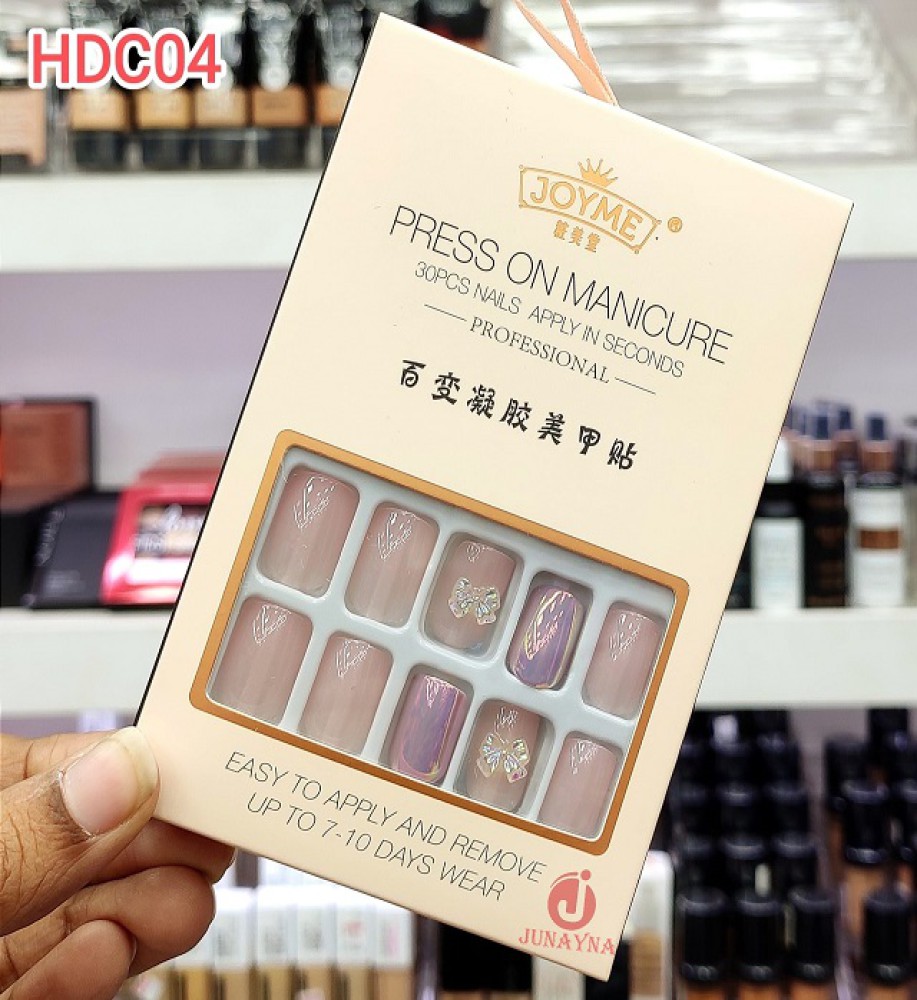 HDC04
JOYME
®
PRESS ON MANICURE
30PCS NAILS APPLY IN SECONDS
PROFESSIONAL
百变凝胶美甲贴
EASY TO APPLY AND REMOVE
UP TO 7-10 DAYS WEAR
JUNAYNA